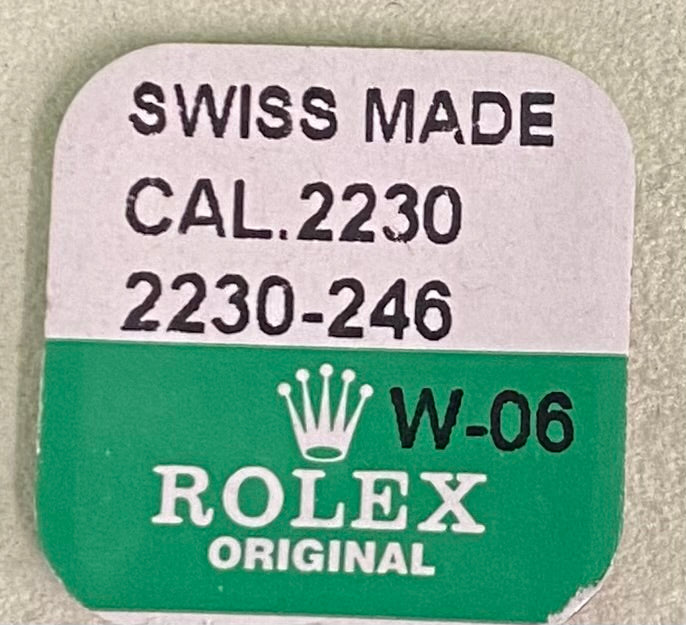 SWISS MADE
CAL.2230
2230-246
W-06
ROLEX
ORIGINAL